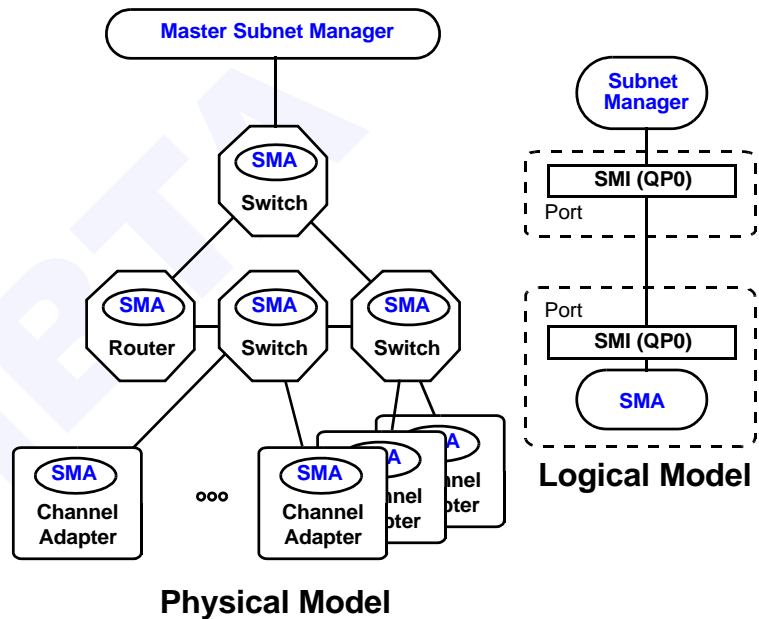 Master Subnet Manager
SMA
Switch
SMA
Router
SMA
Switch
SMA
Switch
SMA
Channel
Adapter
ooo
SMA
Channel
Adapter
Physical Model
Subnet
Manager
SMI (QP0)
Port
Port
SMI (QP0)
SMA
Logical Model